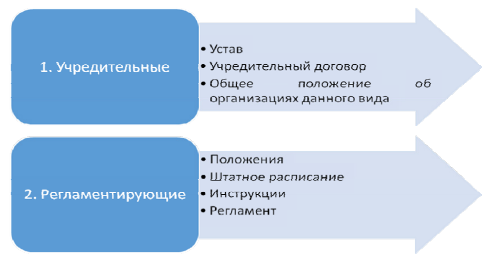 1. Учредительные
• Устав
• Учредительный договор
• Общее положение об
организациях данного вида
2. Регламентирующие
• Положения
• Штатное расписание
• Инструкции
• Регламент